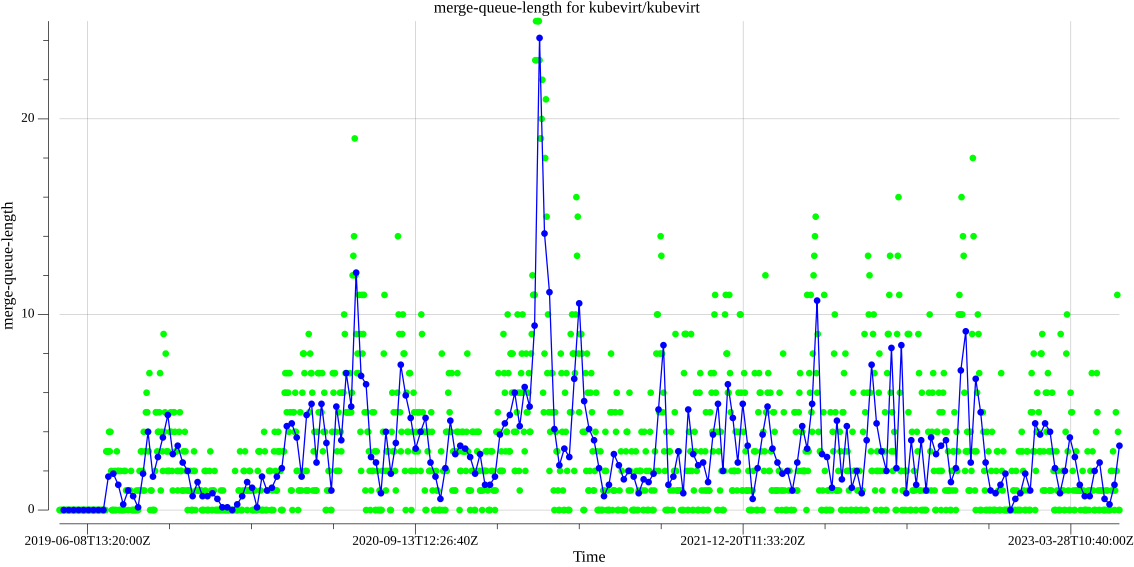 merge-queue-length for kubevirt/kubevirt
merge-queue-length
20
10
0
2019-06-08T13:20:00Z
2020-09-13T12:26:40Z
2021-12-20T11:33:20Z
2023-03-28T10:40:00Z
Time